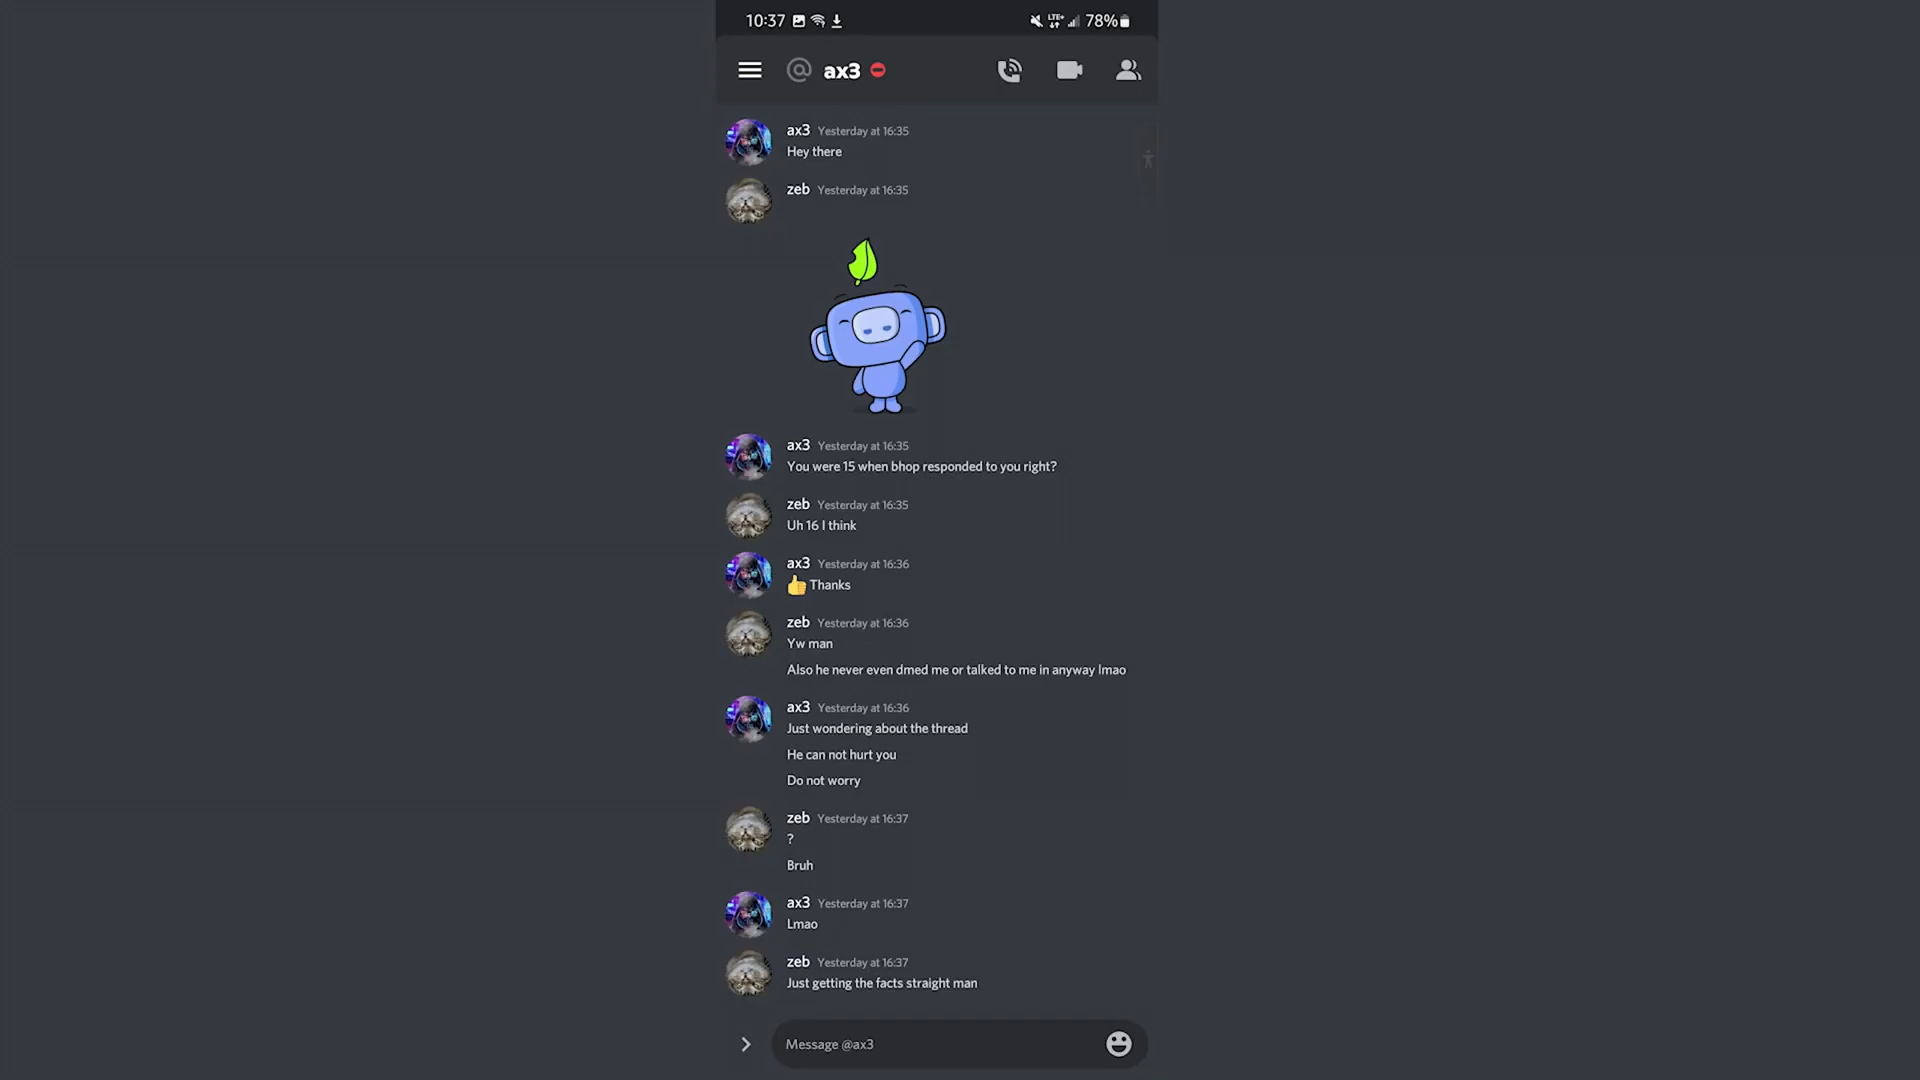 10:37 LTE+ 78%
@ ax3
ax3 Yesterday at 16:35
Hey there
zeb Yesterday at 16:35
ax3 Yesterday at 16:35
You were 15 when bhop responded to you right?
zeb Yesterday at 16:35
Uh 16 I think
ax3 Yesterday at 16:36
👍 Thanks
zeb Yesterday at 16:36
Yw man
Also he never even dmed me or talked to me in anyway lmao
ax3 Yesterday at 16:36
Just wondering about the thread
He can not hurt you
Do not worry
zeb Yesterday at 16:37
?
Bruh
ax3 Yesterday at 16:37
Lmao
zeb Yesterday at 16:37
Just getting the facts straight man
Message @ax3